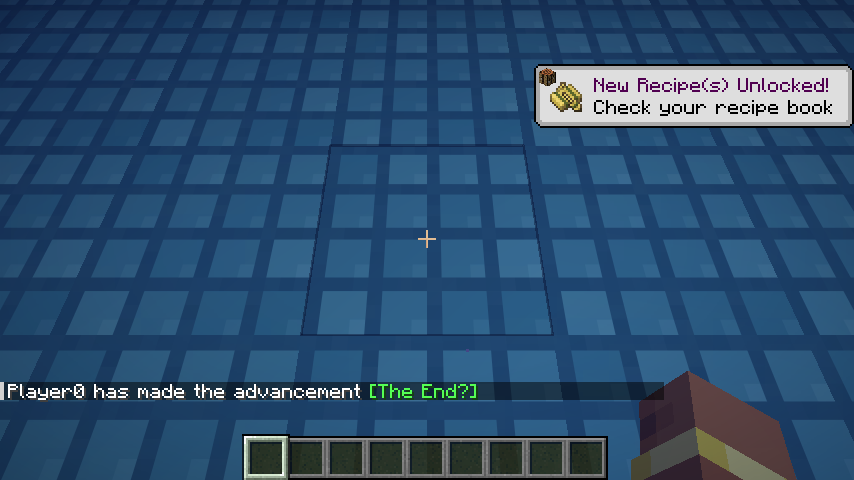 New Recipe(s) Unlocked!
Check your recipe book
Player0 has made the advancement [The End?]